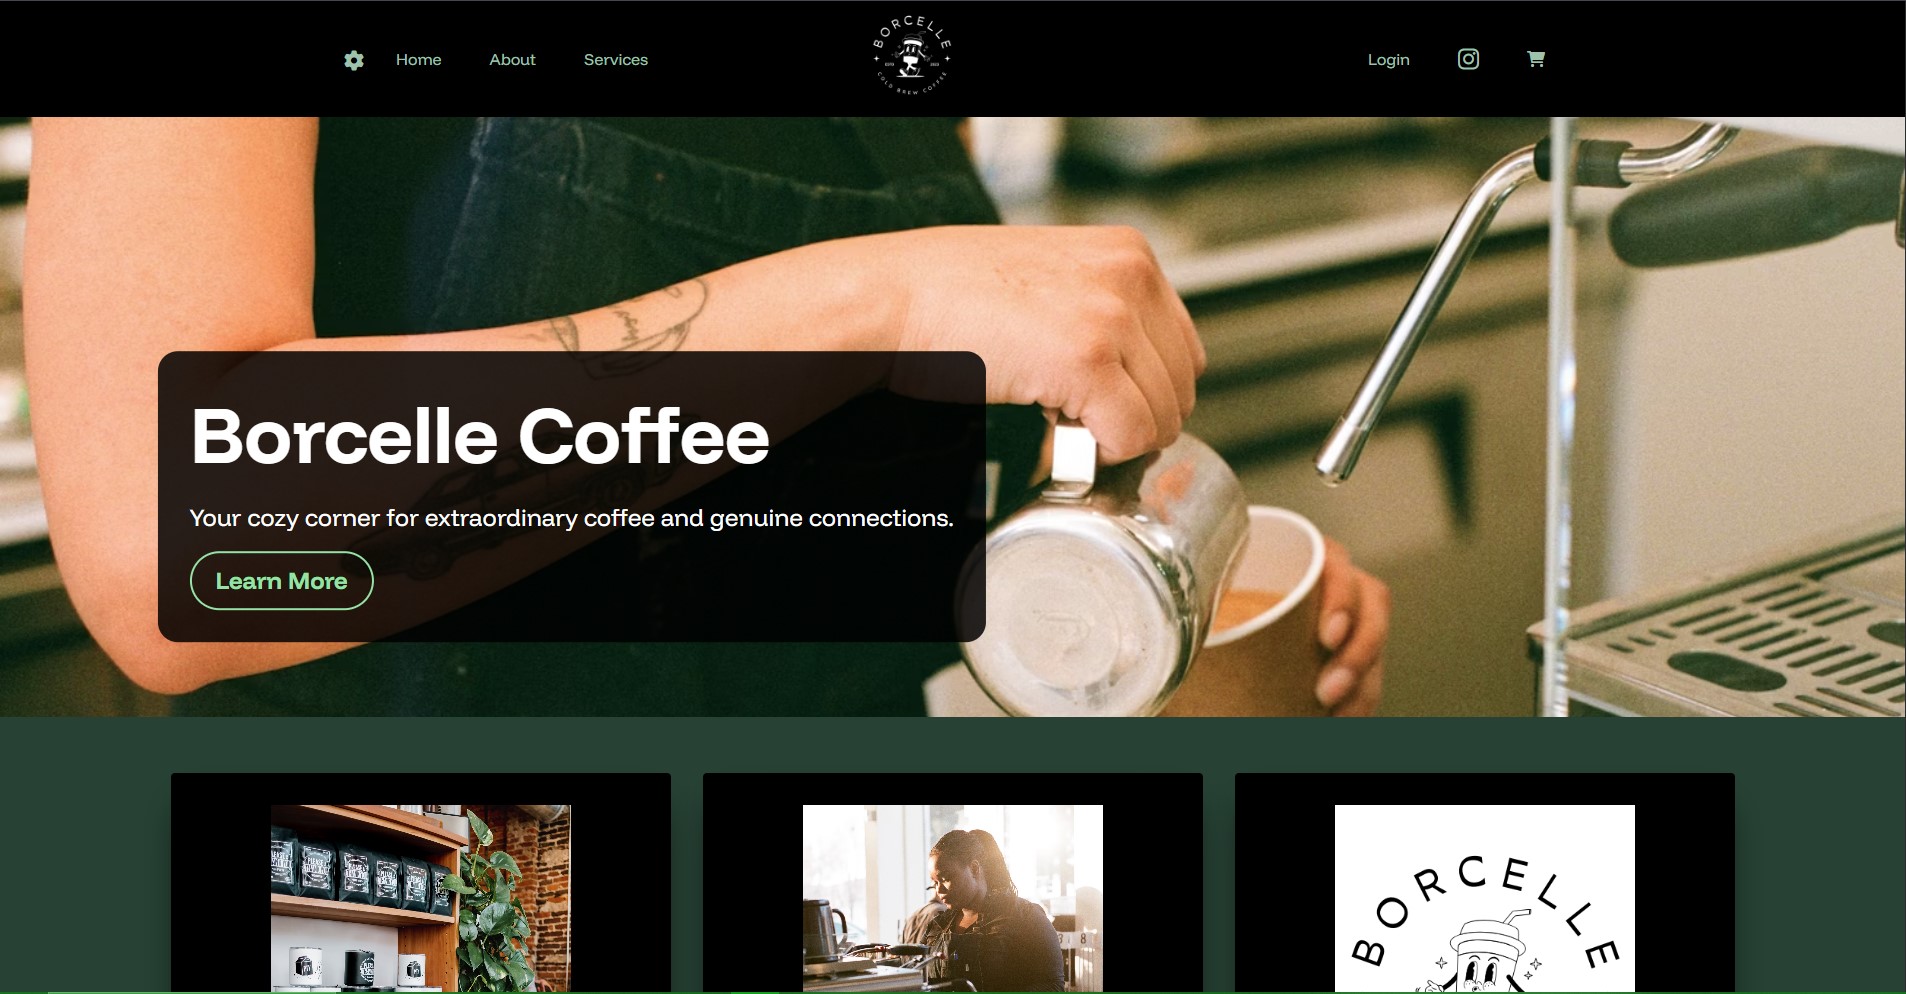 Home About Services
BORCELLE
COLD BREW COFFEE
Login
Borcelle Coffee
Your cozy corner for extraordinary coffee and genuine connections.
Learn More
BORCELLE